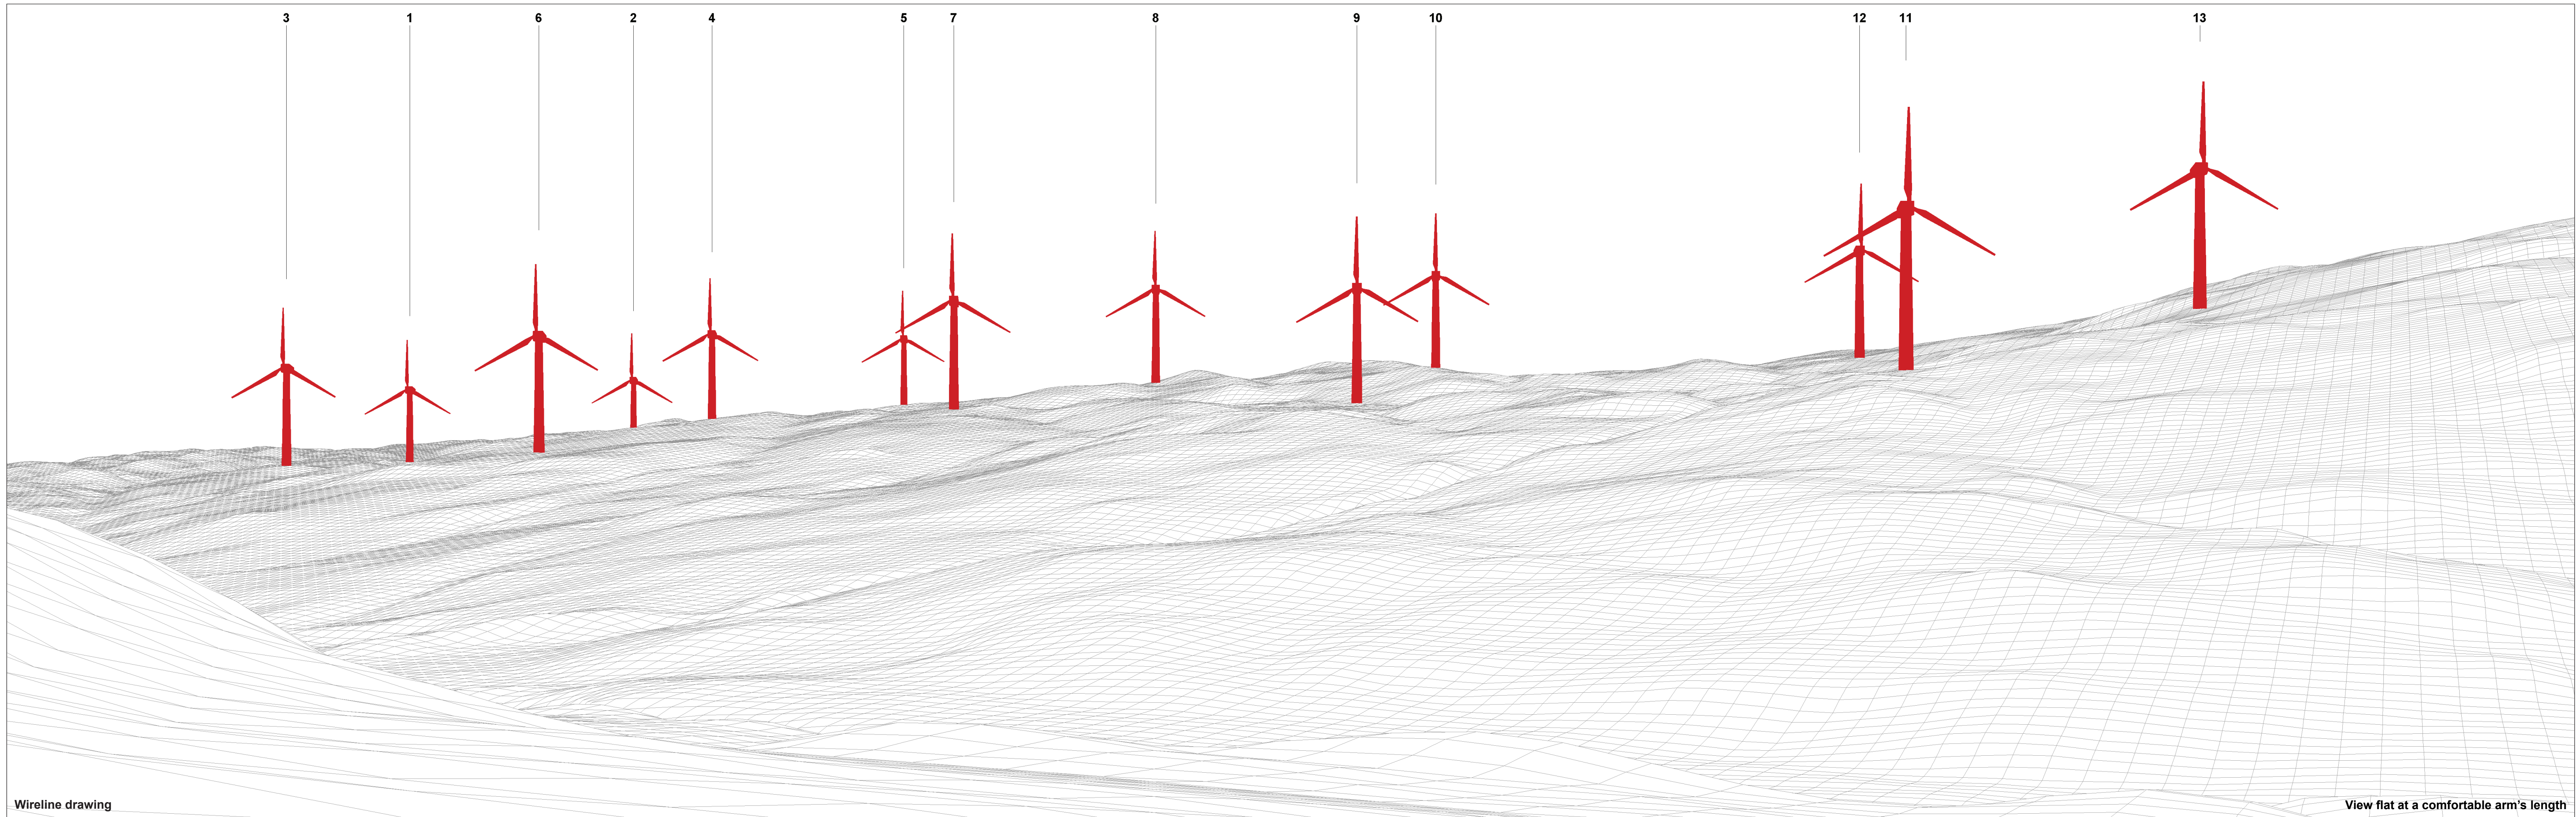 3 1 6 2 4 5 7 8 9 10 12 11 13
Wireline drawing
View flat at a comfortable arm's length